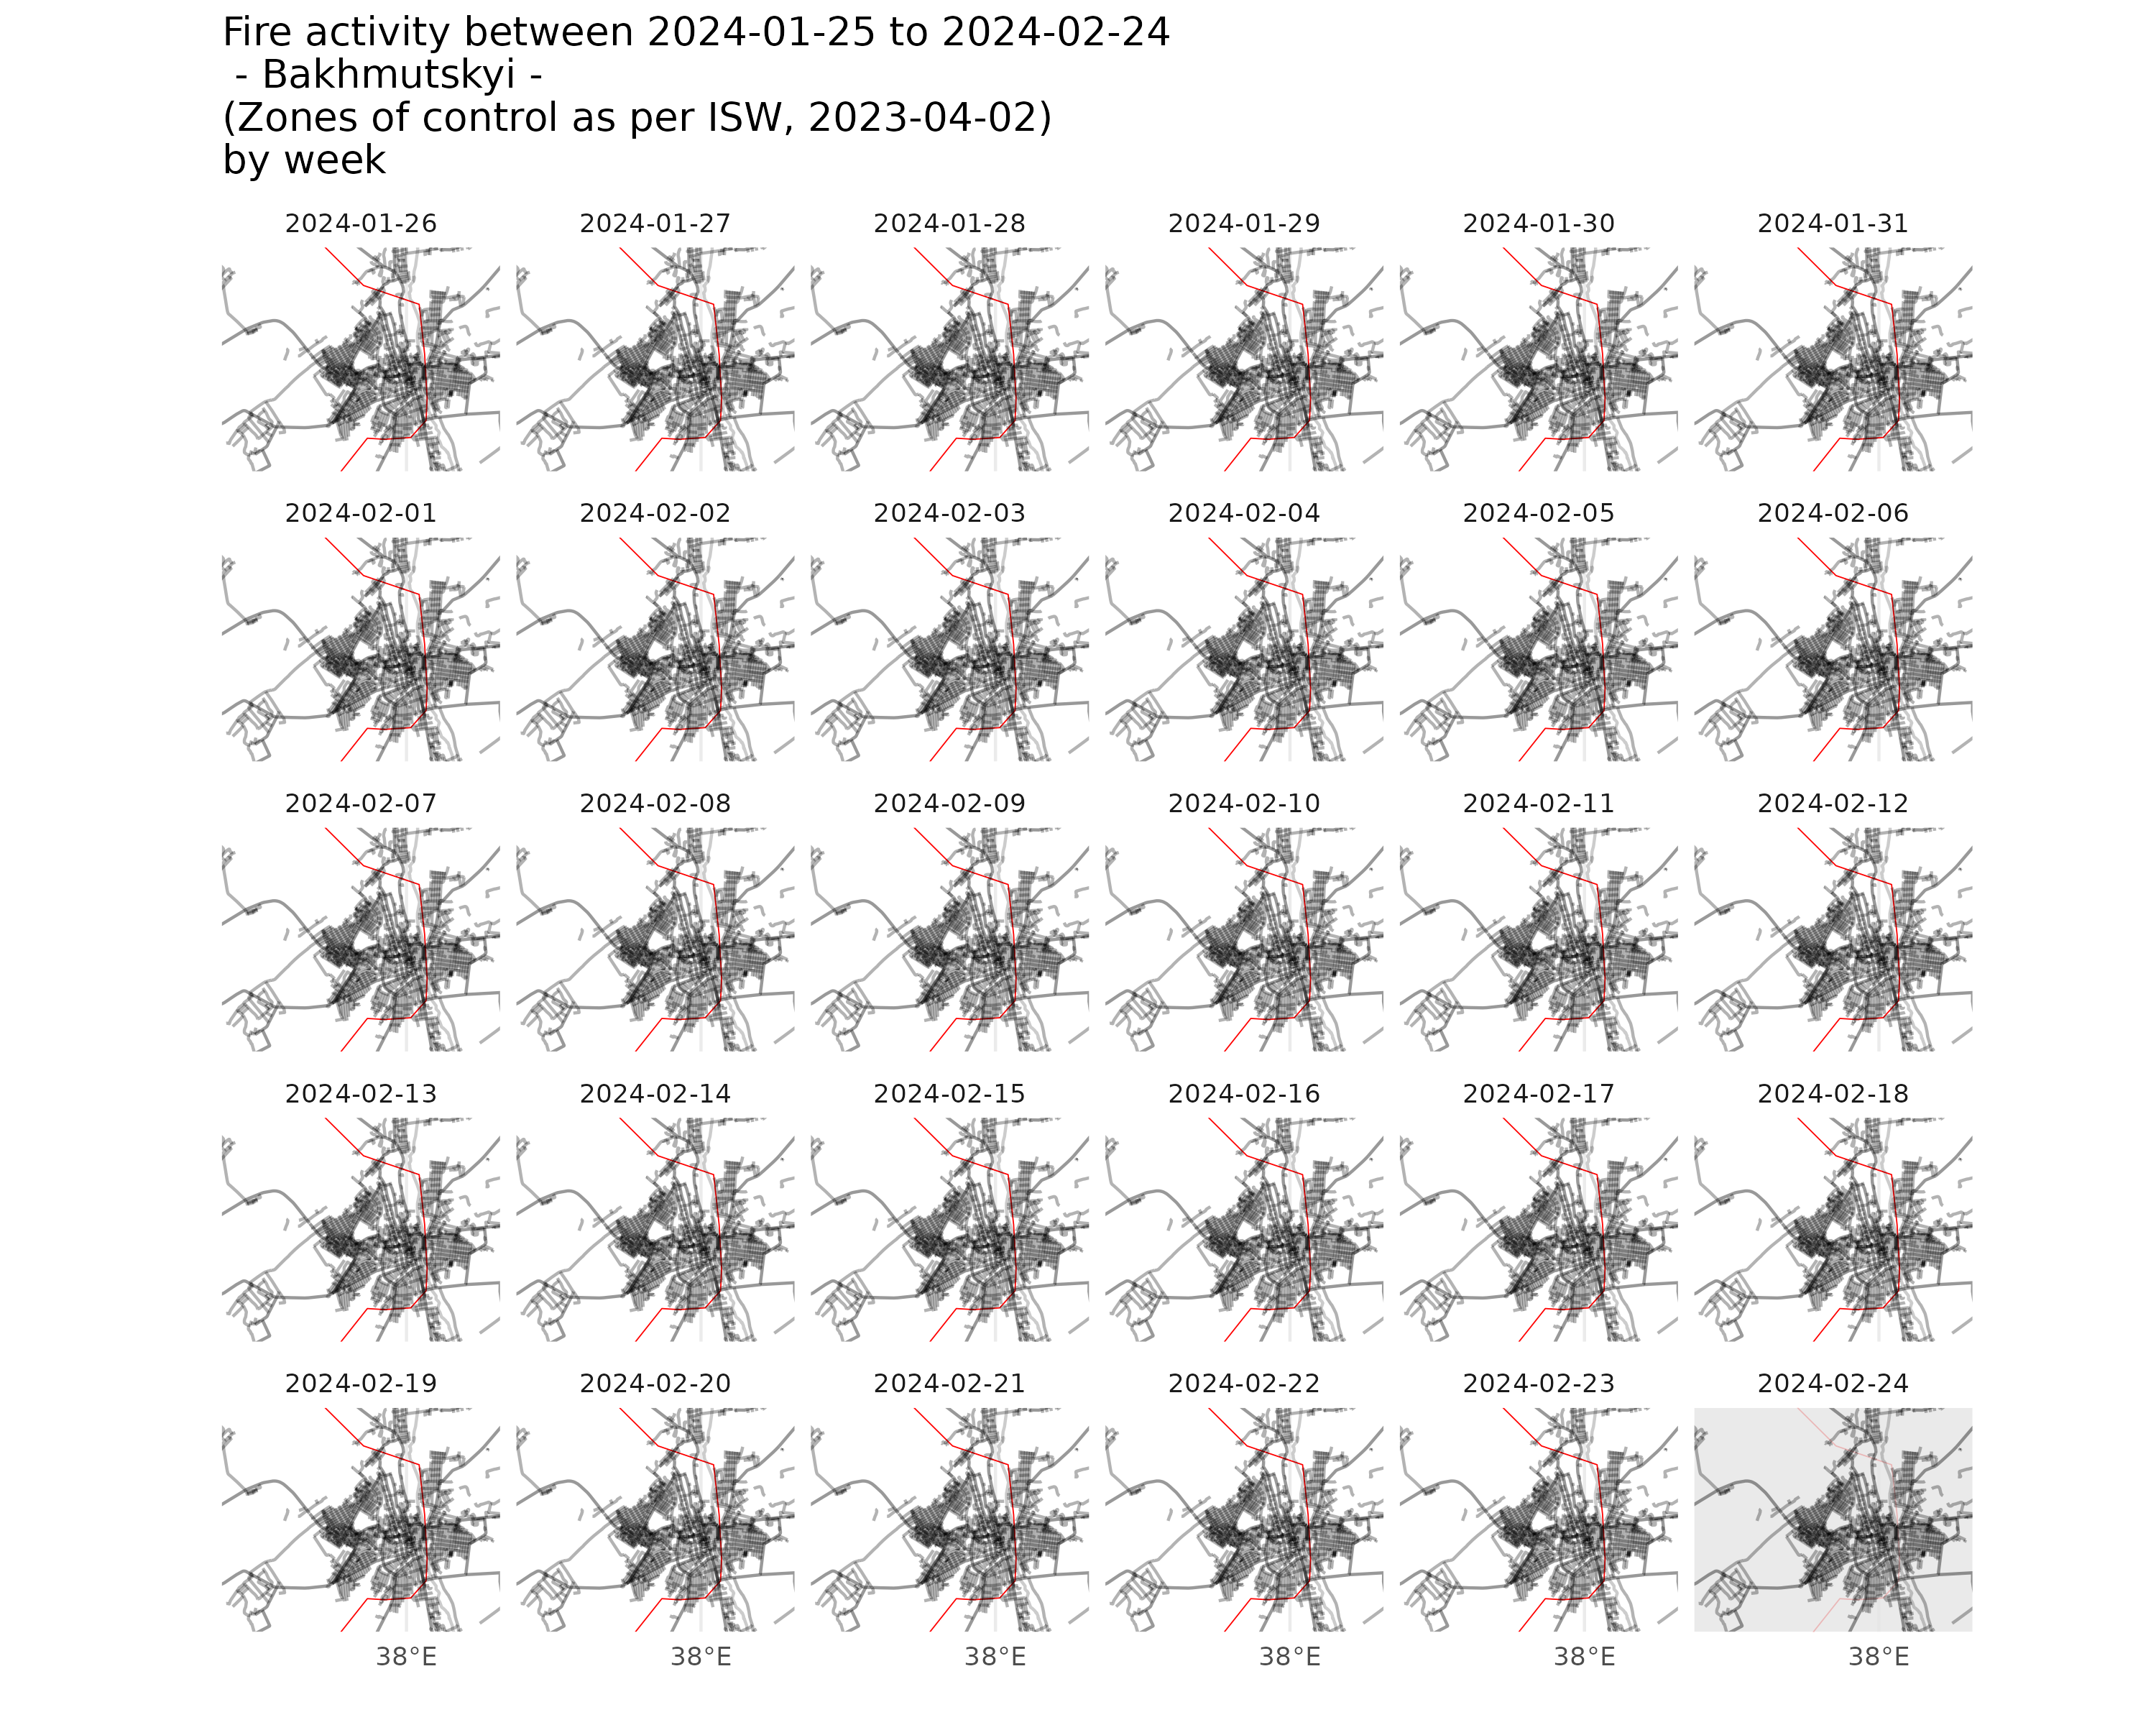 Fire activity between 2024-01-25 to 2024-02-24
- Bakhmutskyi -
(Zones of control as per ISW, 2023-04-02)
by week
2024-01-26 2024-01-27 2024-01-28 2024-01-29 2024-01-30 2024-01-31
2024-02-01 2024-02-02 2024-02-03 2024-02-04 2024-02-05 2024-02-06
2024-02-07 2024-02-08 2024-02-09 2024-02-10 2024-02-11 2024-02-12
2024-02-13 2024-02-14 2024-02-15 2024-02-16 2024-02-17 2024-02-18
2024-02-19 2024-02-20 2024-02-21 2024-02-22 2024-02-23 2024-02-24
38°E 38°E 38°E 38°E 38°E 38°E